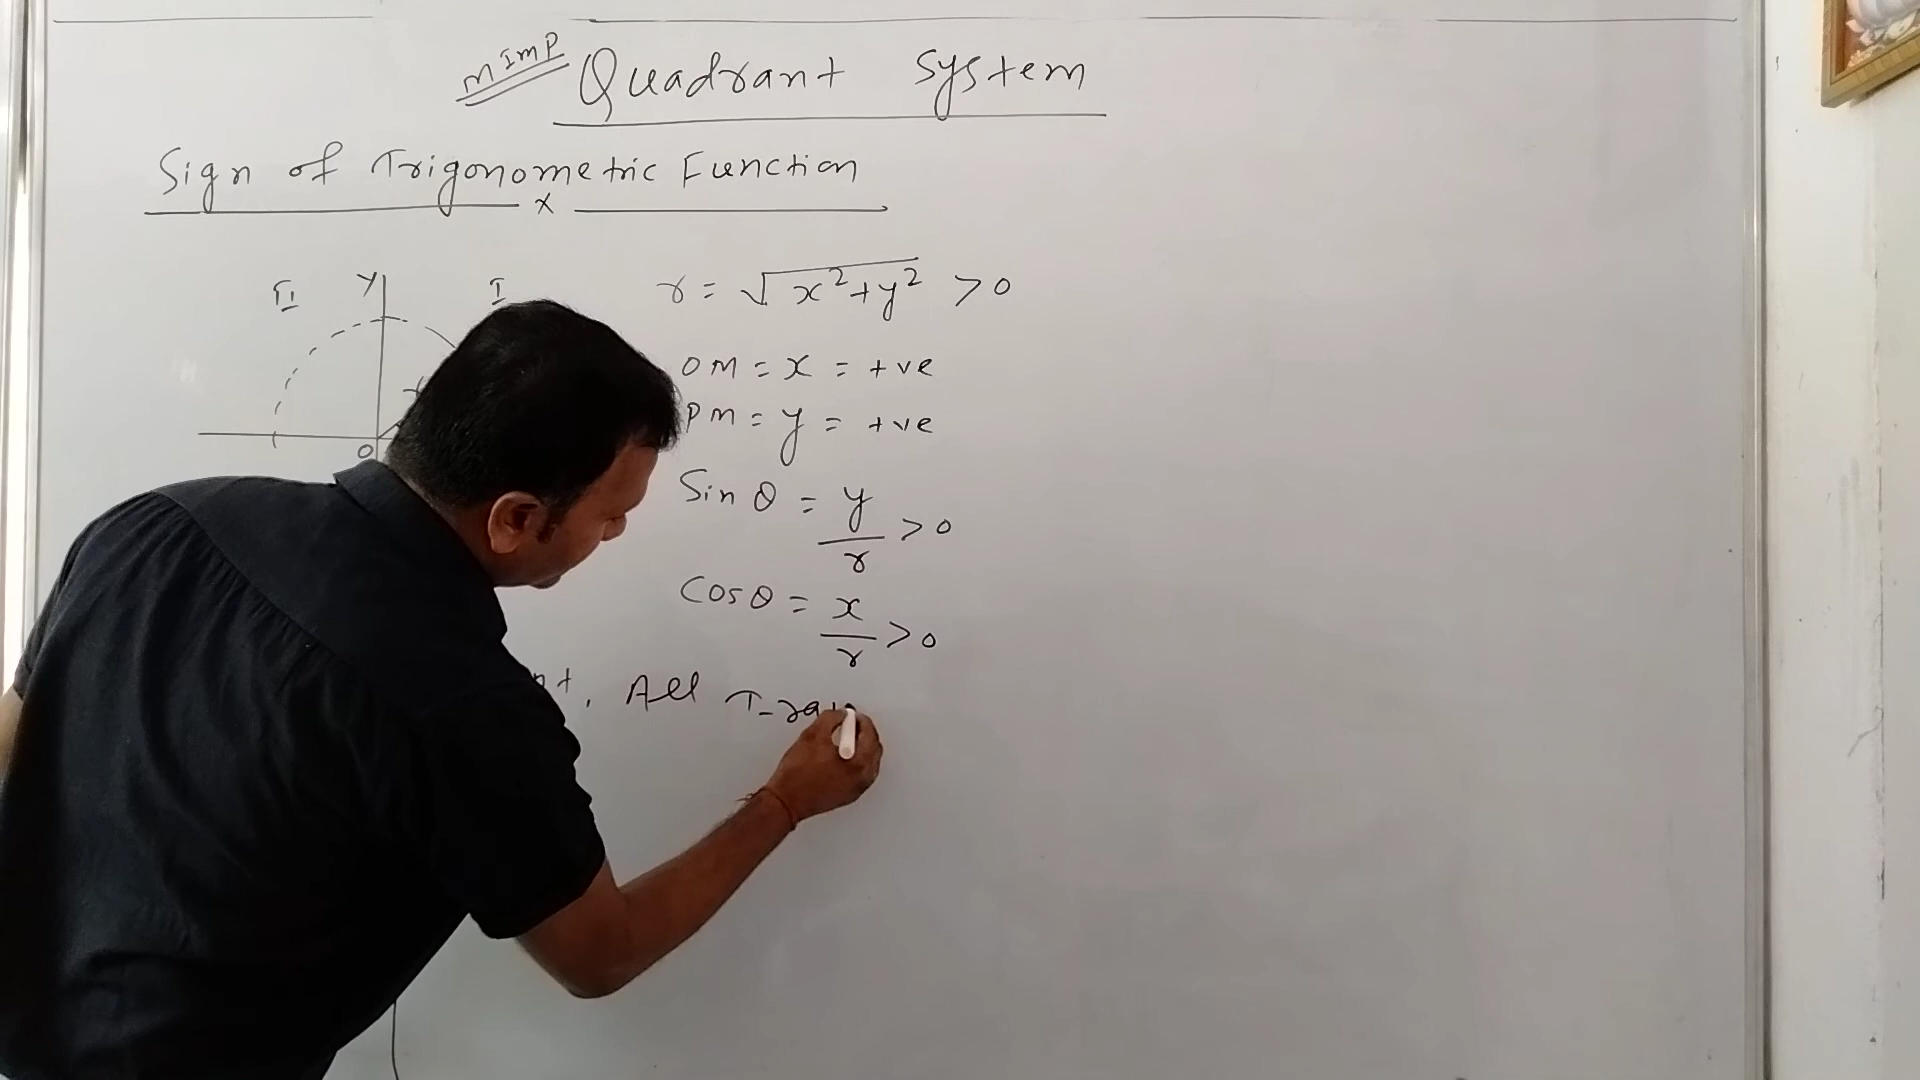 M IMP Quadrant System
Sign of Trigonometric Function
x
II Y I
r = √x²+y² > 0
OM = x = +ve
PM = y = +ve
O
Sin θ = y/r > 0
Cos θ = x/r > 0
All